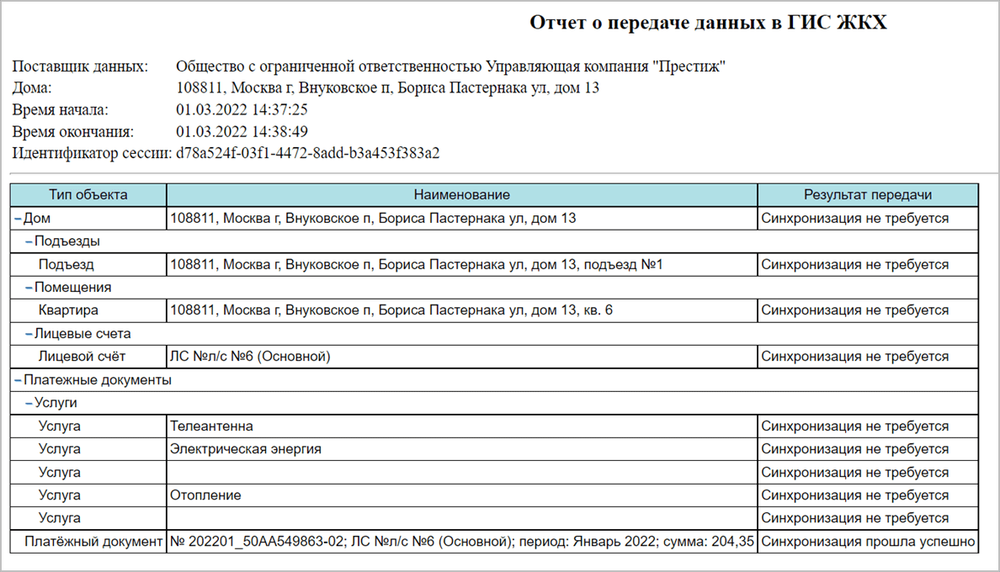 Отчет о передаче данных в ГИС ЖКХ
Поставщик данных: Общество с ограниченной ответственностью Управляющая компания "Престиж"
Дома: 108811, Москва г, Внуковское п, Бориса Пастернака ул, дом 13
Время начала: 01.03.2022 14:37:25
Время окончания: 01.03.2022 14:38:49
Идентификатор сессии: d78a524f-03f1-4472-8add-b3a453f383a2
Тип объекта Наименование Результат передачи
Дом 108811, Москва г, Внуковское п, Бориса Пастернака ул, дом 13 Синхронизация не требуется
Подъезды
Подъезд 108811, Москва г, Внуковское п, Бориса Пастернака ул, дом 13, подъезд №1 Синхронизация не требуется
Помещения
Квартира 108811, Москва г, Внуковское п, Бориса Пастернака ул, дом 13, кв. 6 Синхронизация не требуется
Лицевые счета
Лицевой счёт ЛС №л/с №6 (Основной) Синхронизация не требуется
Платежные документы
Услуги
Услуга Телеантенна Синхронизация не требуется
Услуга Электрическая энергия Синхронизация не требуется
Услуга Синхронизация не требуется
Услуга Отопление Синхронизация не требуется
Услуга Синхронизация не требуется
Платёжный документ № 202201_50АА549863-02; ЛС №л/с №6 (Основной); период: Январь 2022; сумма: 204,35 Синхронизация прошла успешно